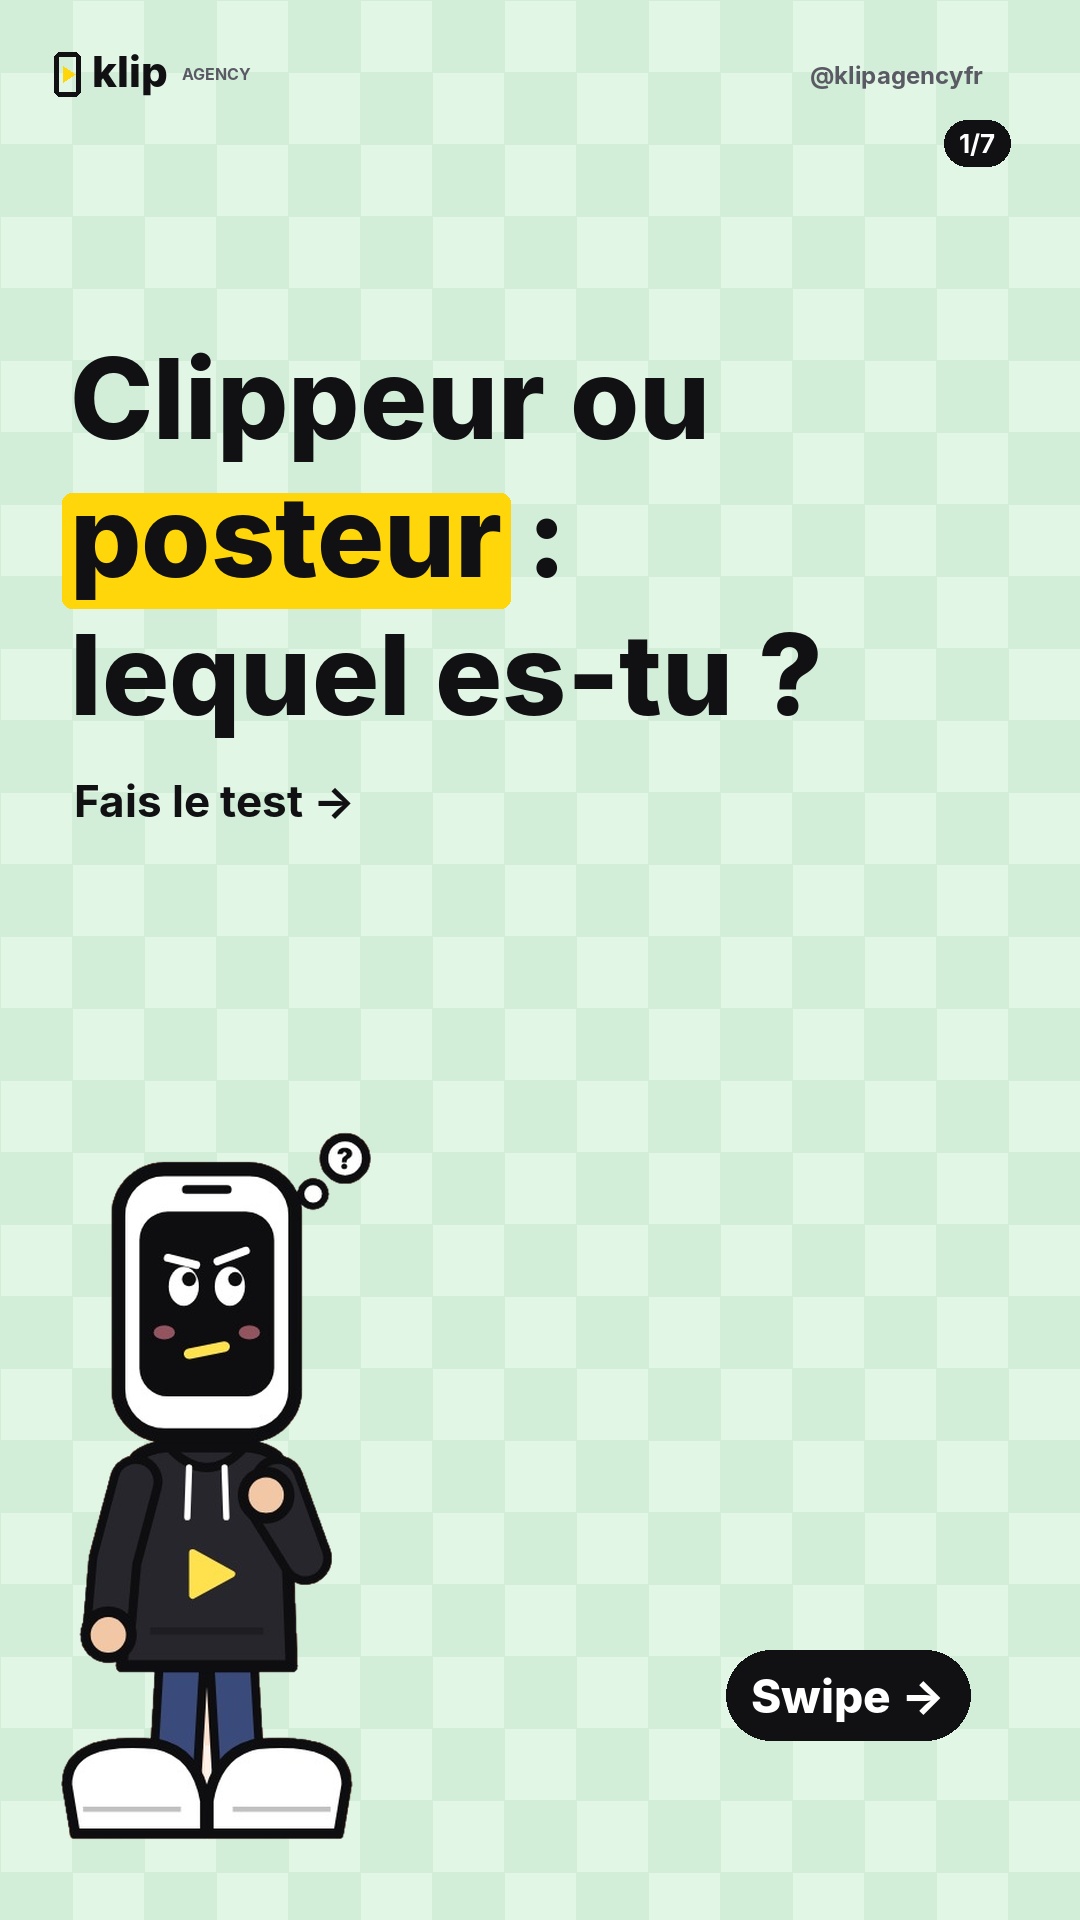 klip AGENCY
@klipagencyfr
1/7
Clippeur ou
posteur :
lequel es-tu ?
Fais le test →
?
Swipe →